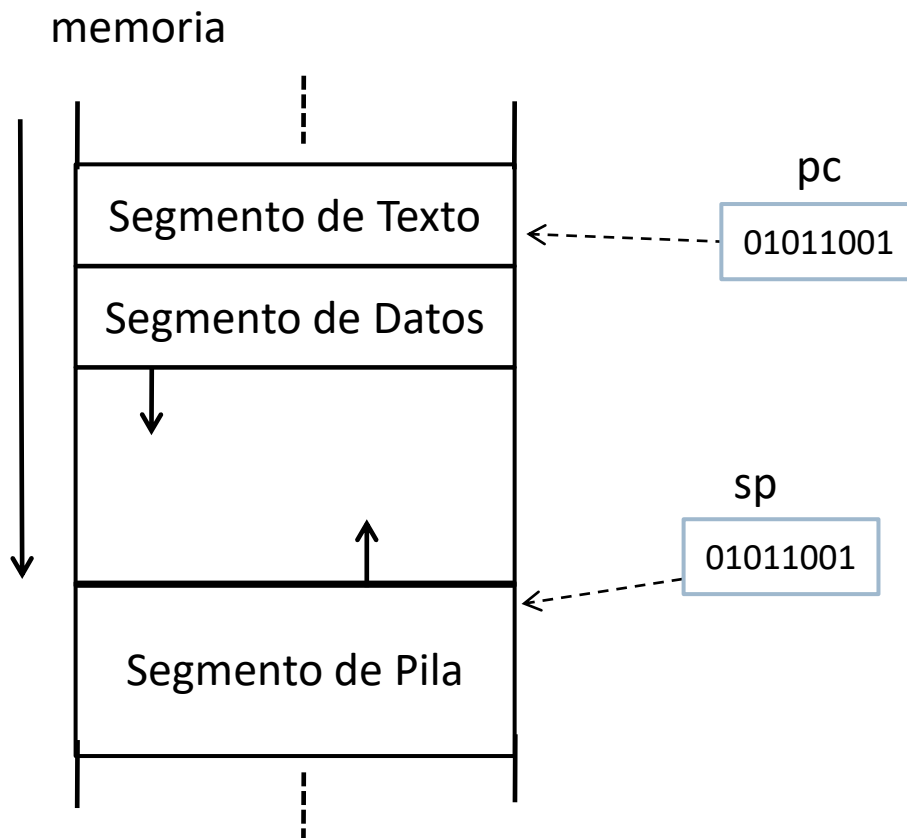 memoria
Segmento de Texto
pc
01011001
Segmento de Datos
sp
01011001
Segmento de Pila